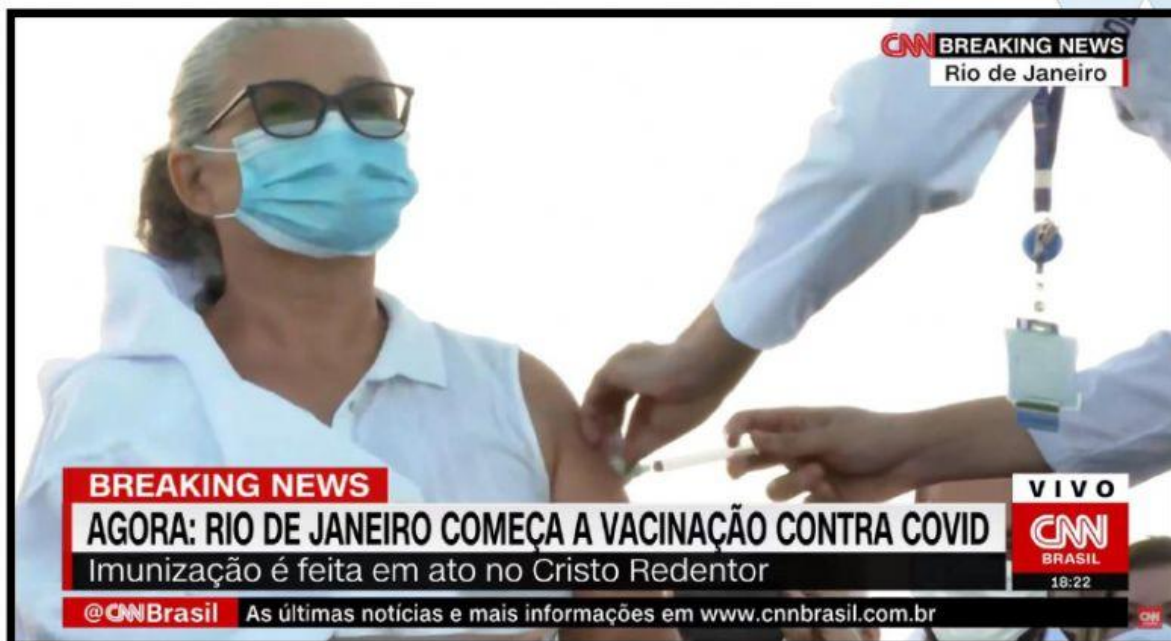 CNN BREAKING NEWS
Rio de Janeiro
BREAKING NEWS
AGORA: RIO DE JANEIRO COMEÇA A VACINAÇÃO CONTRA COVID
Imunização é feita em ato no Cristo Redentor
@CNNBrasil As últimas notícias e mais informações em www.cnnbrasil.com.br
VIVO
CNN
BRASIL
18:22
CNN